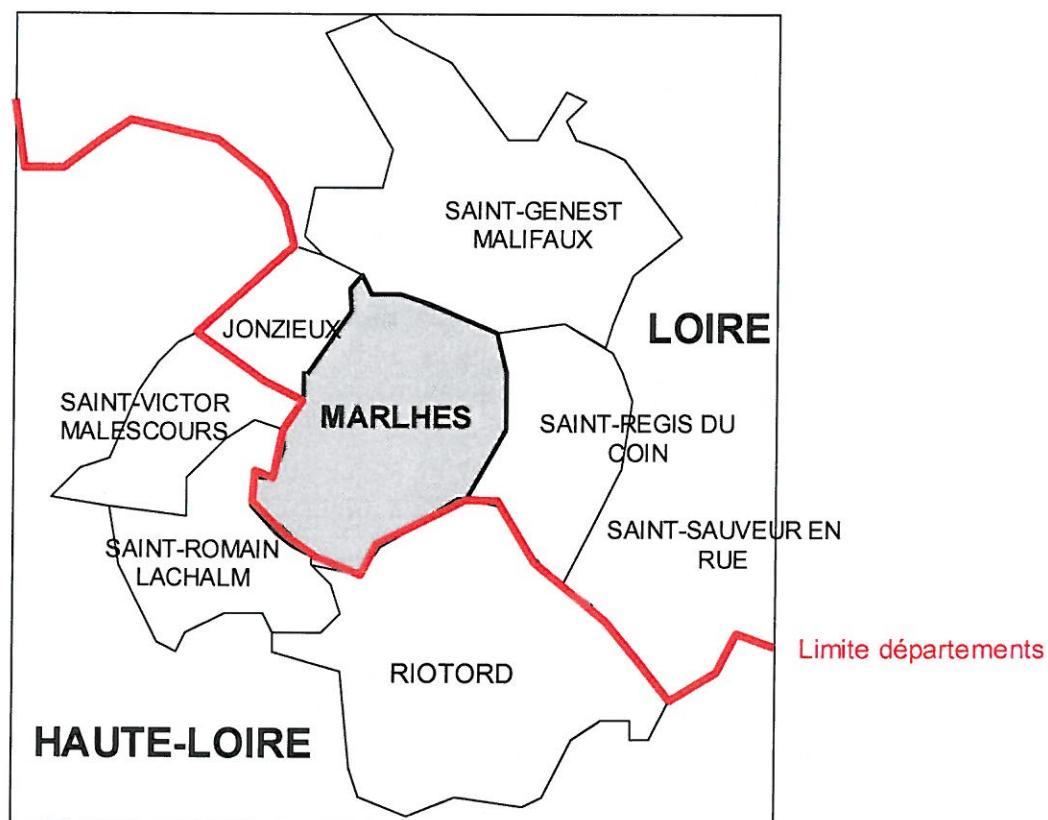 SAINT-GENEST
MALIFAUX
LOIRE
JONZIEUX
SAINT-VICTOR
MALESCOURS
MARLHES
SAINT-REGIS DU
COIN
SAINT-ROMAIN
LACHALM
SAINT-SAUVEUR EN
RUE
RIOTORD
Limite départements
HAUTE-LOIRE